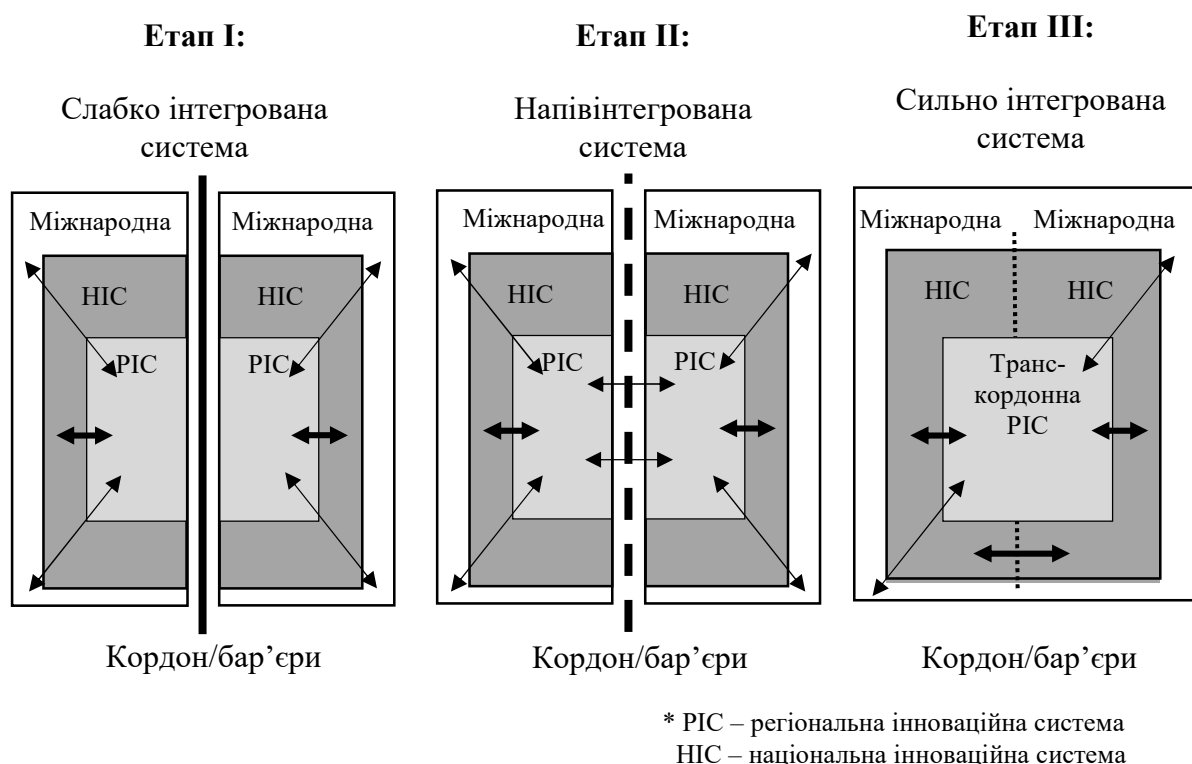 Етап I:
Слабко інтегрована
система
Міжнародна
Міжнародна
НІС
НІС
РІС
РІС
Кордон/бар’єри
Етап II:
Напівінтегрована
система
Міжнародна
Міжнародна
НІС
НІС
РІС
РІС
Кордон/бар’єри
Етап III:
Сильно інтегрована
система
Міжнародна
Міжнародна
НІС
НІС
Транс-
кордонна
РІС
Кордон/бар’єри
* РІС – регіональна інноваційна система
НІС – національна інноваційна система